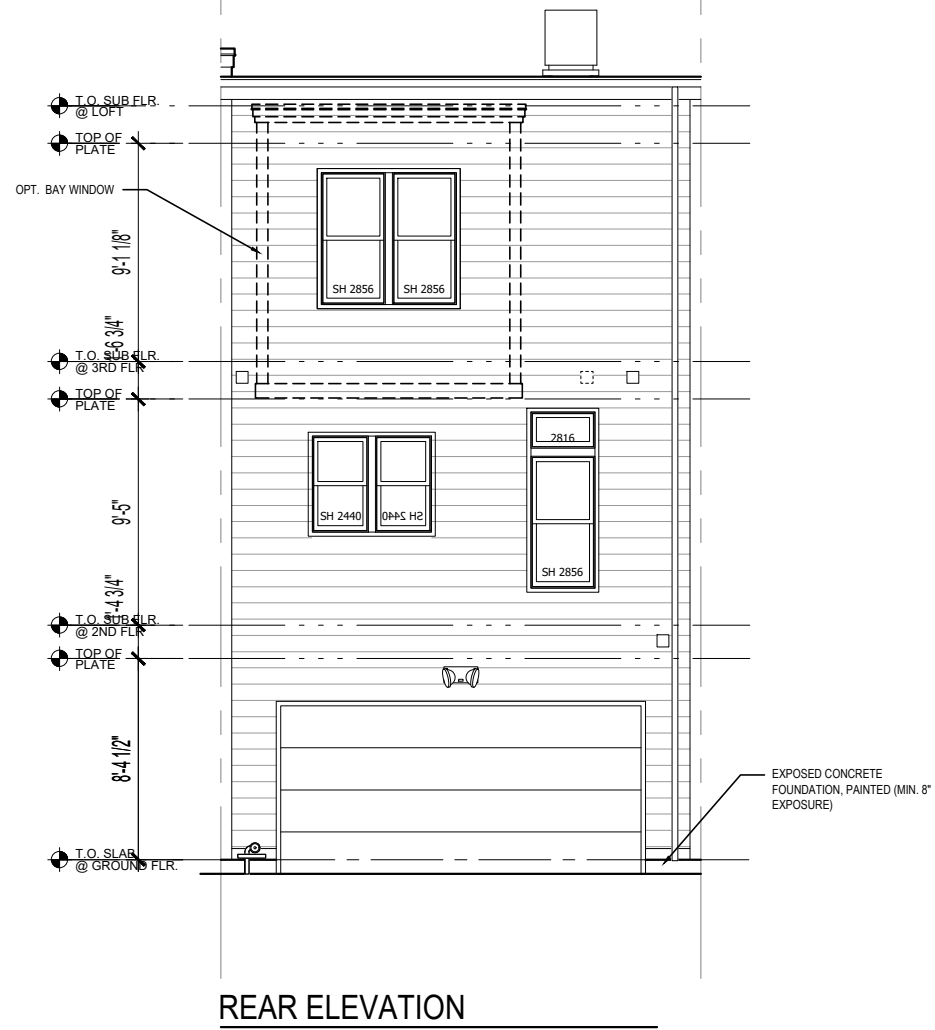 T.O. SUB FLR.
@ LOFT
TOP OF
PLATE
OPT. BAY WINDOW
9'-1 1/8"
SH 2856 SH 2856
T.O. SUB FLR.
@ 3RD FLR
TOP OF
PLATE
2816
9'-5"
SH 2440 SH 2440
SH 2856
T.O. SUB FLR.
@ 2ND FLR
TOP OF
PLATE
8'-4 1/2"
EXPOSED CONCRETE
FOUNDATION, PAINTED (MIN. 8"
EXPOSURE)
T.O. SLAB
@ GROUND FLR.
REAR ELEVATION